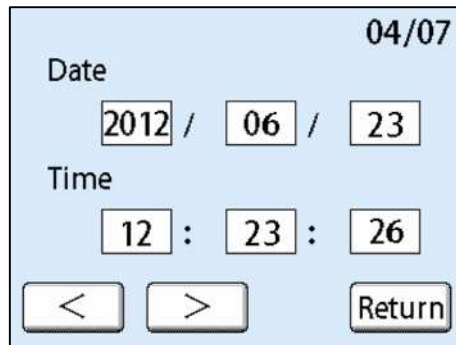 04/07
Date
2012 / 06 / 23
Time
12 : 23 : 26
< > Return